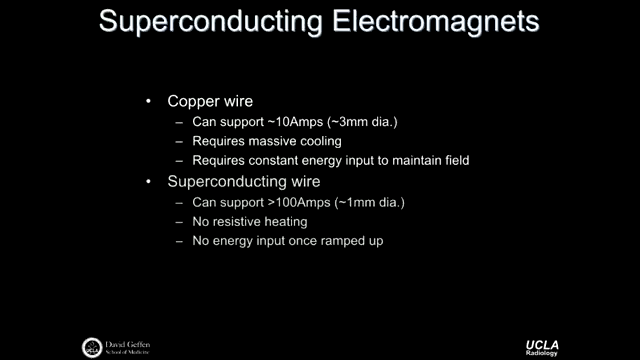 Superconducting Electromagnets
• Copper wire
– Can support ~10Amps (~3mm dia.)
– Requires massive cooling
– Requires constant energy input to maintain field
• Superconducting wire
– Can support >100Amps (~1mm dia.)
– No resistive heating
– No energy input once ramped up
UCLA
David Geffen
School of Medicine
UCLA
Radiology